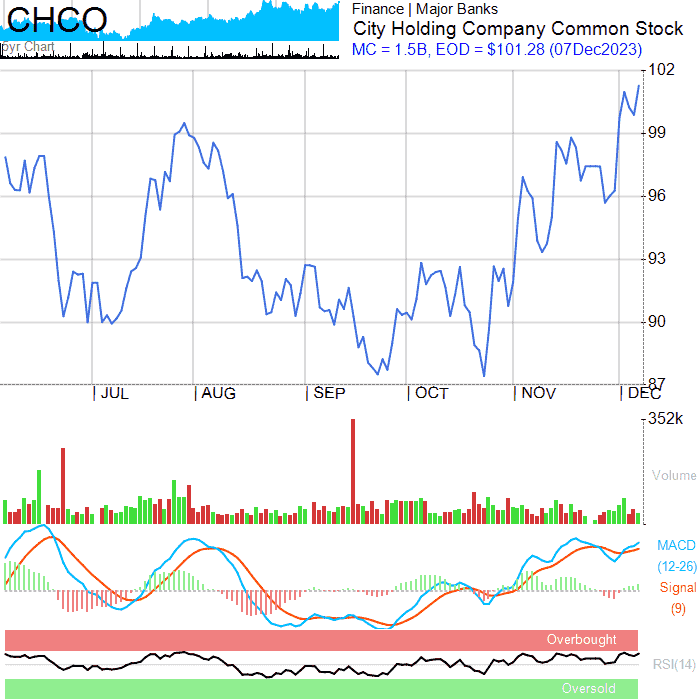 CHCO
Finance | Major Banks
City Holding Company Common Stock
5yr Chart
MC = 1.5B, EOD = $101.28 (07Dec2023)
102
99
96
93
90
87
JUL
AUG
SEP
OCT
NOV
DEC
352k
Volume
MACD
(12-26)
Signal
(9)
Overbought
RSI(14)
Oversold